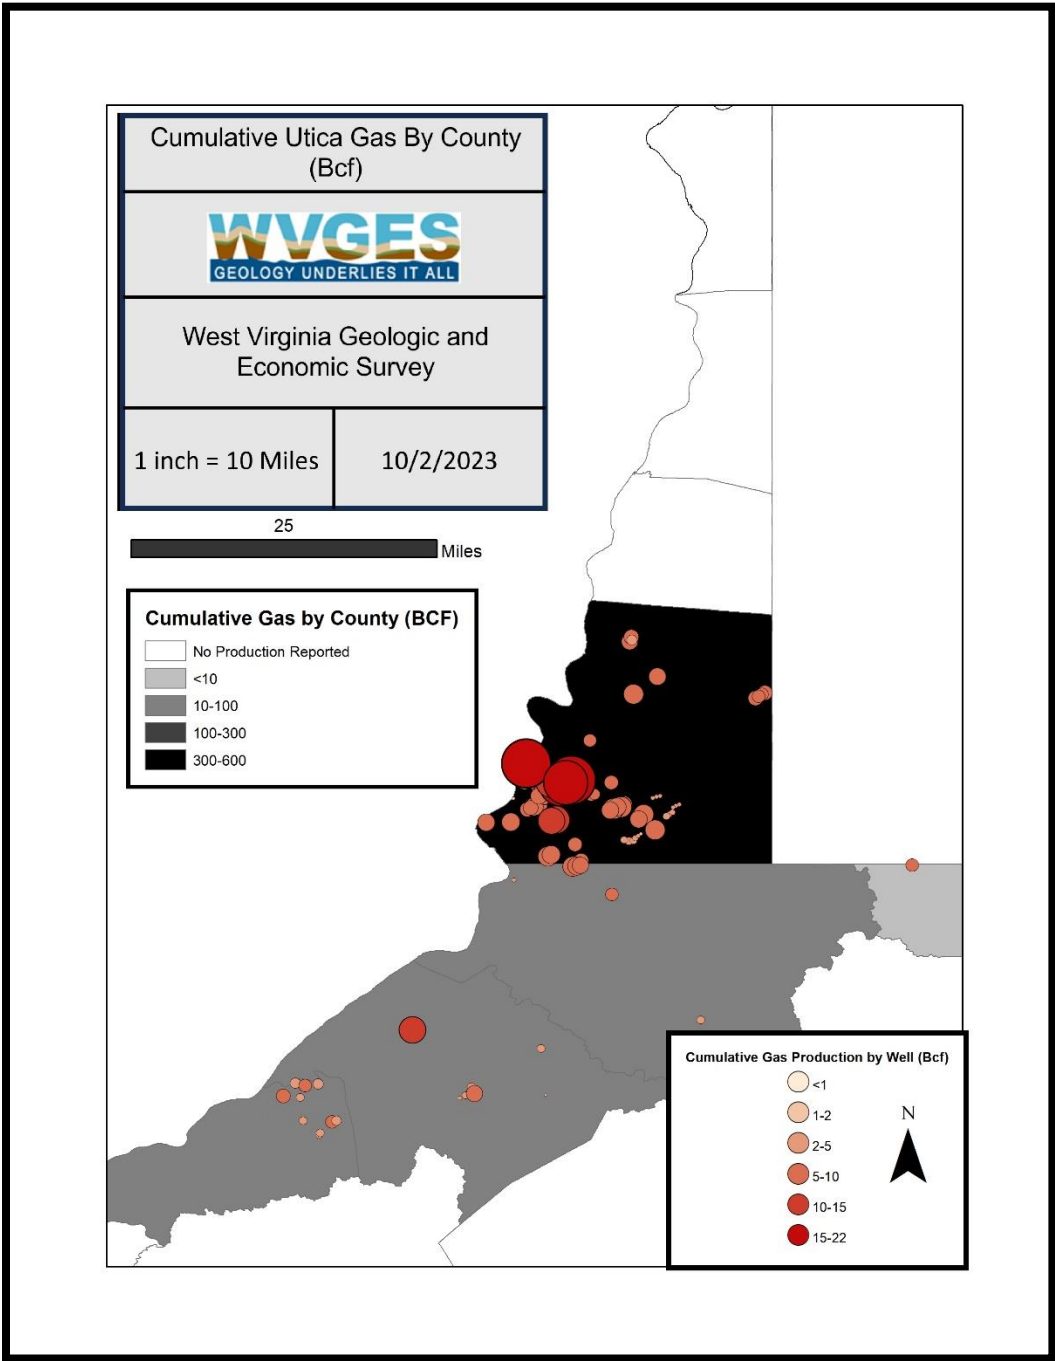 Cumulative Utica Gas By County
(Bcf)
WVGES
GEOLOGY UNDERLIES IT ALL
West Virginia Geologic and
Economic Survey
1 inch = 10 Miles
10/2/2023
25
Miles
Cumulative Gas by County (BCF)
No Production Reported
<10
10-100
100-300
300-600
Cumulative Gas Production by Well (Bcf)
<1
1-2
2-5
5-10
10-15
15-22
N